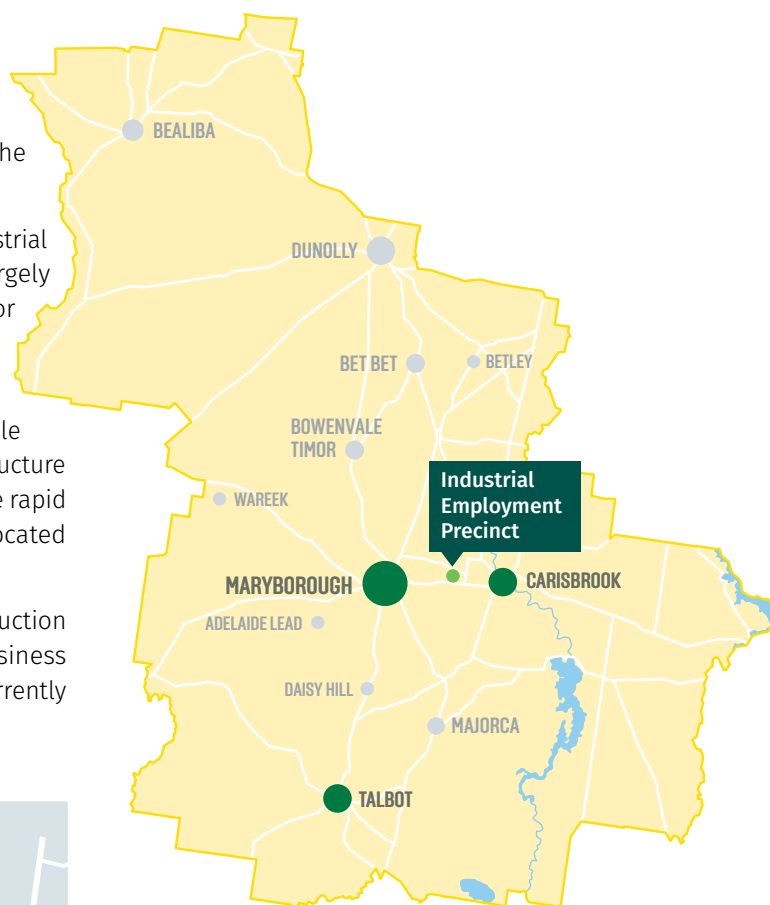 he
strial
rgely
or
le
ucture
e rapid
ocated
uction
siness
rrently
BEALIBA
DUNOLLY
BET BET
BETLEY
BOWENVALE
TIMOR
WAREEK
Industrial
Employment
Precinct
MARYBOROUGH
CARISBROOK
ADELAIDE LEAD
DAISY HILL
MAJORCA
TALBOT